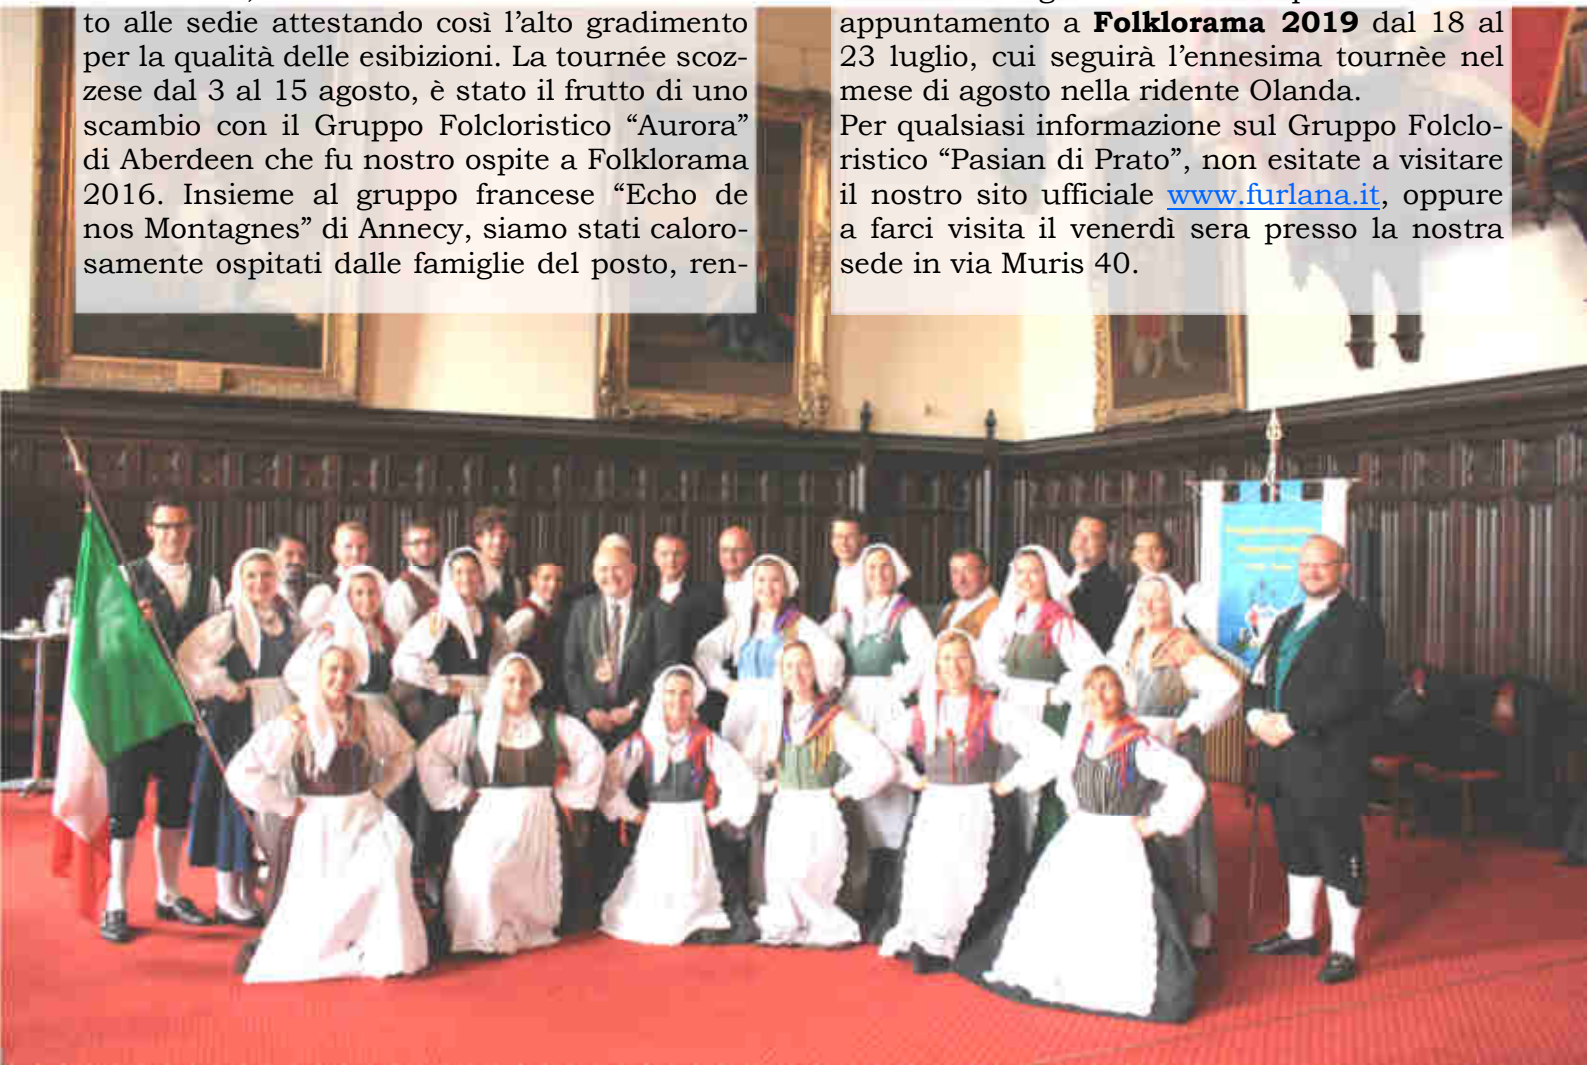 to alle sedie attestando così l’alto gradimento
per la qualità delle esibizioni. La tournée scoz-
zese dal 3 al 15 agosto, è stato il frutto di uno
scambio con il Gruppo Folcloristico “Aurora”
di Aberdeen che fu nostro ospite a Folklorama
2016. Insieme al gruppo francese “Echo de
nos Montagnes” di Annecy, siamo stati caloro-
samente ospitati dalle famiglie del posto, ren-
appuntamento a Folklorama 2019 dal 18 al
23 luglio, cui seguirà l’ennesima tournèe nel
mese di agosto nella ridente Olanda.
Per qualsiasi informazione sul Gruppo Folclo-
ristico “Pasian di Prato”, non esitate a visitare
il nostro sito ufficiale www.furlana.it, oppure
a farci visita il venerdì sera presso la nostra
sede in via Muris 40.